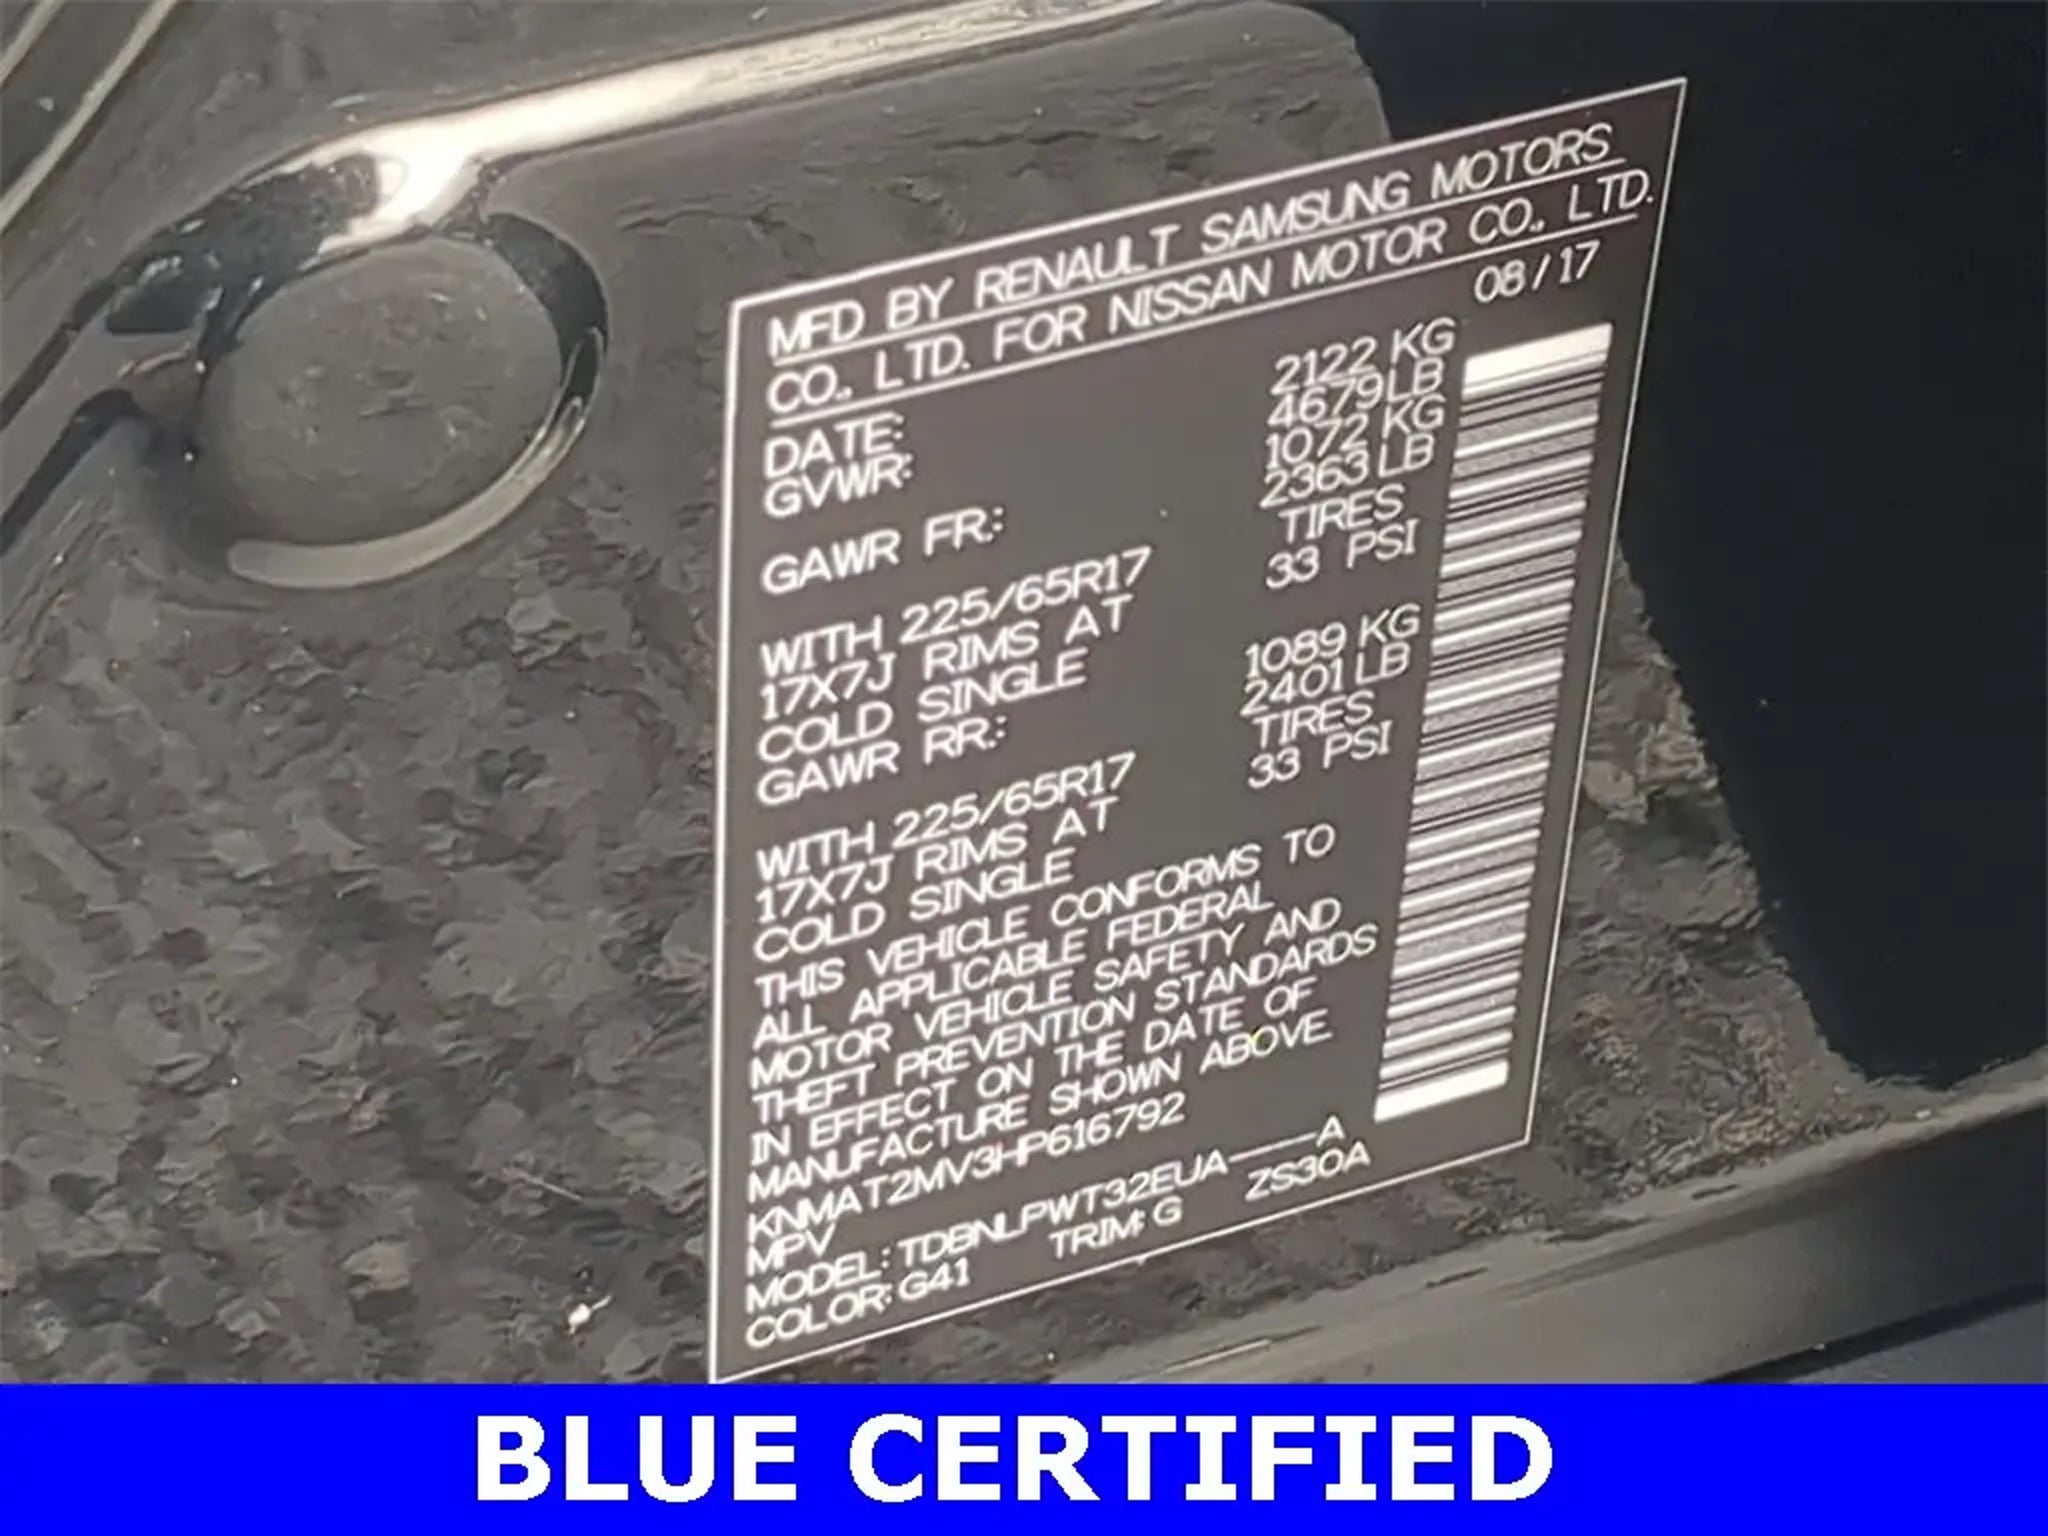 MFD BY RENAULT SAMSUNG MOTORS
CO., LTD. FOR NISSAN MOTOR CO., LTD.
DATE: 08/17
GVWR: 2122 KG
4679LB
GAWR FR.: 1072 KG
2363LB
WITH 225/65R17 TIRES
17X7J RIMS AT 33 PSI
COLD SINGLE
GAWR RR.: 1089 KG
2401LB
WITH 225/65R17 TIRES
17X7J RIMS AT 33 PSI
COLD SINGLE
THIS VEHICLE CONFORMS TO
ALL APPLICABLE FEDERAL
MOTOR VEHICLE SAFETY AND
THEFT PREVENTION STANDARDS
IN EFFECT ON THE DATE OF
MANUFACTURE SHOWN ABOVE.
KNMAT2MV3HP616792
MPV
MODEL: TDBNLPWT32EUA-----A
COLOR: G41 TRIM: G ZS30A
BLUE CERTIFIED